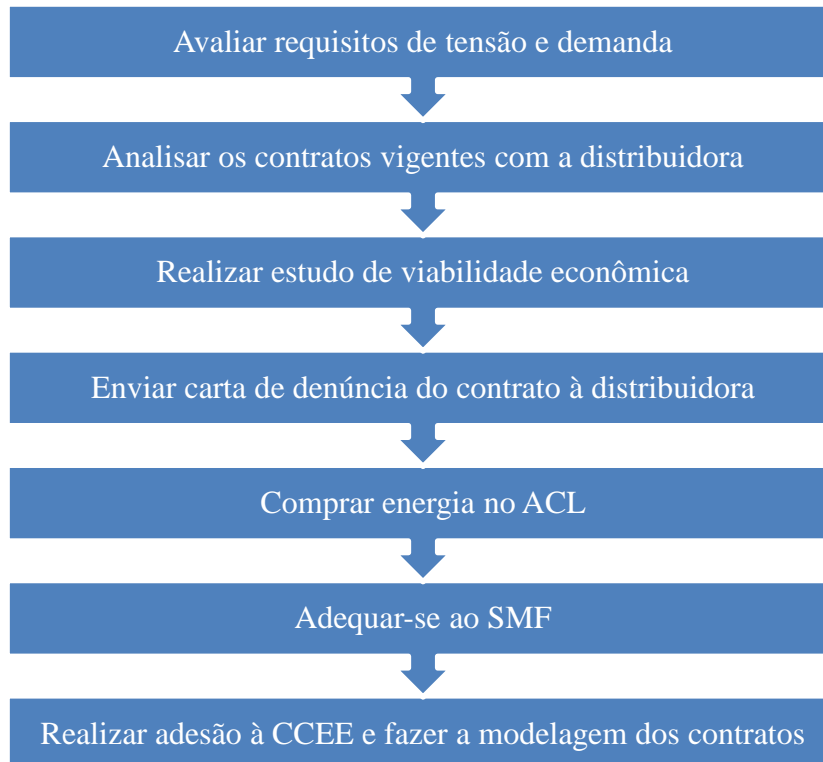 Avaliar requisitos de tensão e demanda
Analisar os contratos vigentes com a distribuidora
Realizar estudo de viabilidade econômica
Enviar carta de denúncia do contrato à distribuidora
Comprar energia no ACL
Adequar-se ao SMF
Realizar adesão à CCEE e fazer a modelagem dos contratos